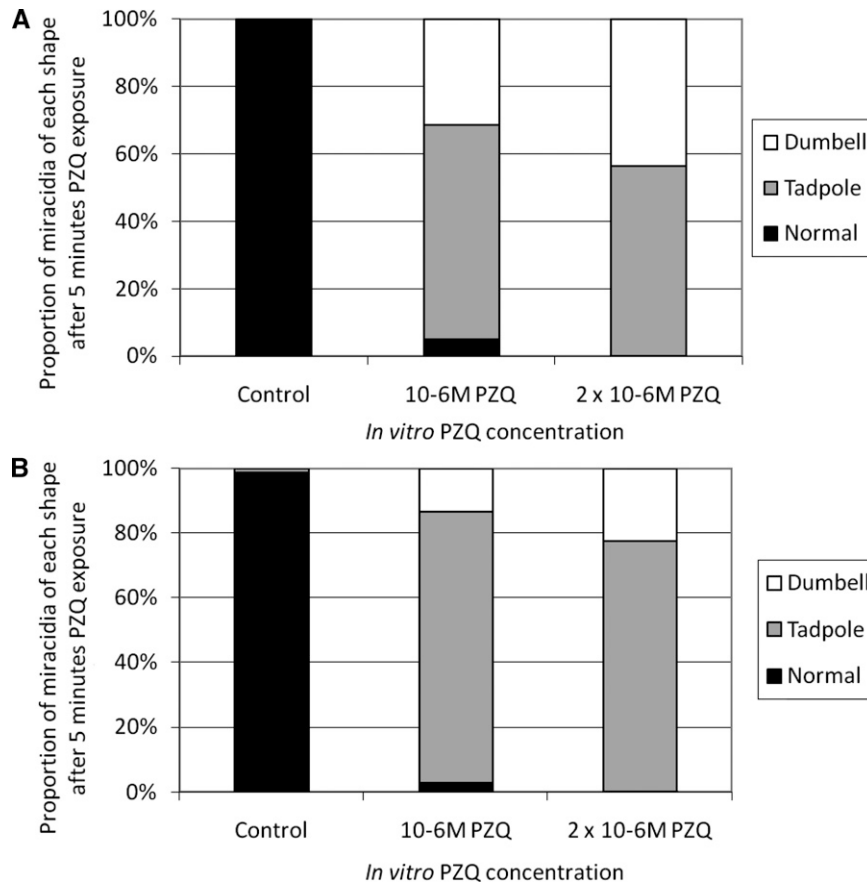 A
Proportion of miracidia of each shape
after 5 minutes PZQ exposure
100%
80%
60%
40%
20%
0%
Control
10-6M PZQ
2 x 10-6M PZQ
In vitro PZQ concentration
Dumbell
Tadpole
Normal
B
Proportion of miracidia of each shape
after 5 minutes PZQ exposure
100%
80%
60%
40%
20%
0%
Control
10-6M PZQ
2 x 10-6M PZQ
In vitro PZQ concentration
Dumbell
Tadpole
Normal